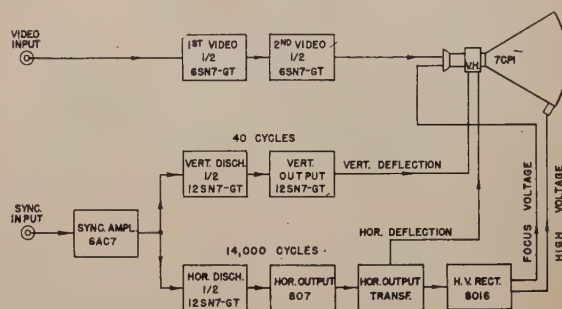 VIDEO
INPUT
1ST VIDEO
1/2
6SN7-GT
2ND VIDEO
1/2
6SN7-GT
V.H.
7CP1
40 CYCLES
VERT. DISCH.
1/2
12SN7-GT
VERT.
OUTPUT
12SN7-GT
VERT. DEFLECTION
SYNC.
INPUT
SYNC. AMPL.
6AC7
HOR. DEFLECTION
14,000 CYCLES
HOR. DISCH.
1/2
12SN7-GT
HOR. OUTPUT
807
HOR. OUTPUT
TRANSF.
H.V. RECT.
8016
FOCUS VOLTAGE
HIGH VOLTAGE